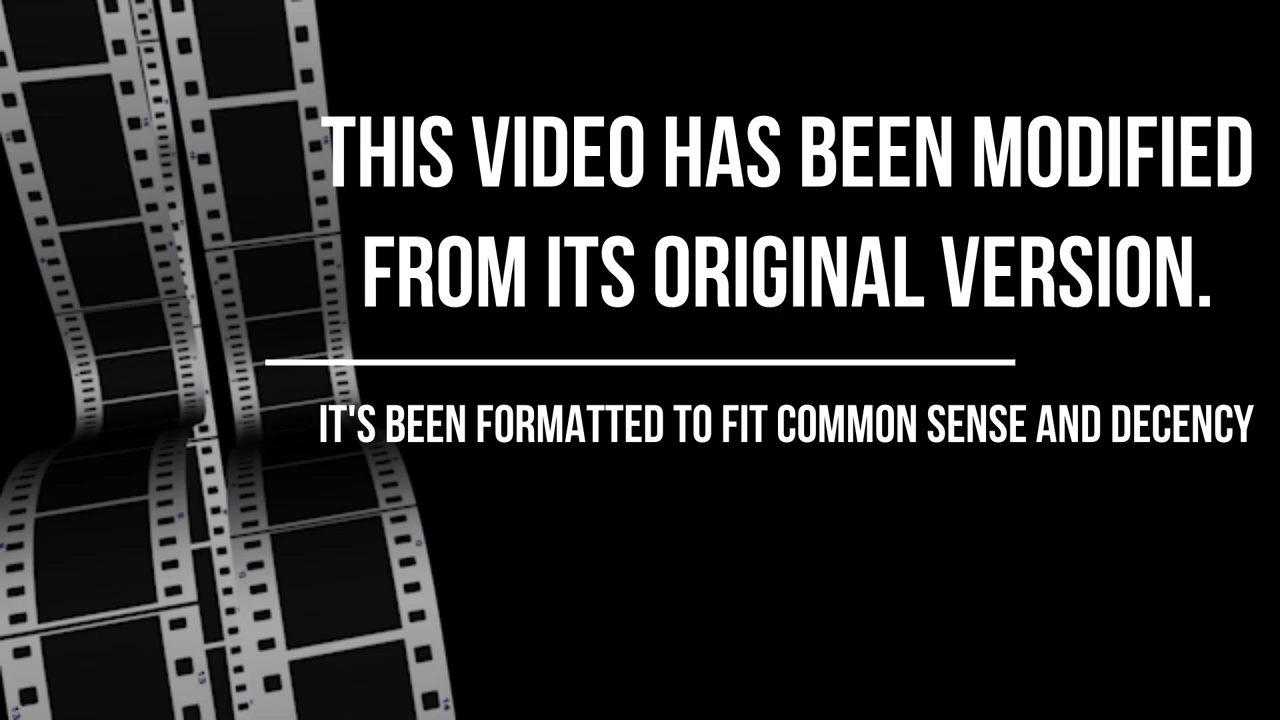 THIS VIDEO HAS BEEN MODIFIED
FROM ITS ORIGINAL VERSION.
IT'S BEEN FORMATTED TO FIT COMMON SENSE AND DECENCY